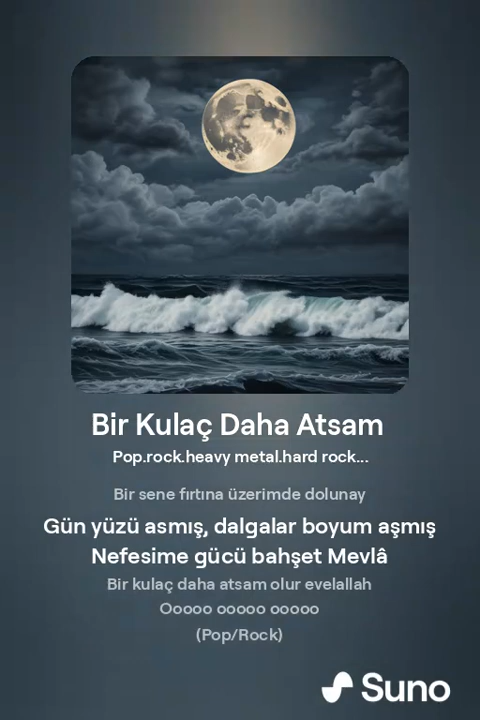 Bir Kulaç Daha Atsam
Pop.rock.heavy metal.hard rock...
Bir sene fırtına üzerimde dolunay
Gün yüzü asmış, dalgalar boyum aşmış
Nefesime gücü bahşet Mevlâ
Bir kulaç daha atsam olur evelallah
Ooooo ooooo ooooo
(Pop/Rock)
Suno